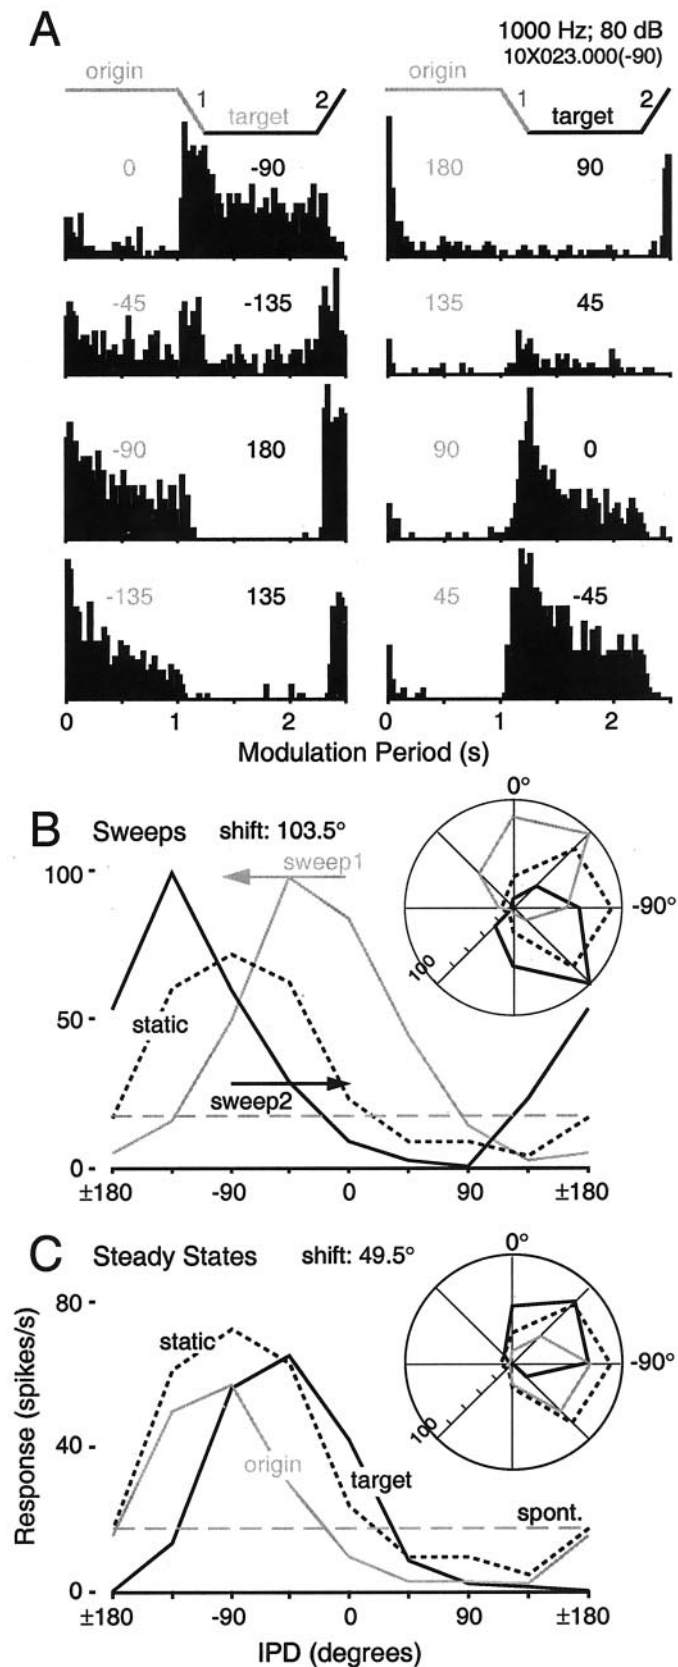 A
1000 Hz; 80 dB
10X023.000(-90)
origin 1 target 2
origin 1 target 2
0 -90
180 90
-45 -135
135 45
-90 180
90 0
-135 135
45 -45
0 1 2
0 1 2
Modulation Period (s)
B Sweeps shift: 103.5°
0°
-90°
100
sweep1
static
sweep2
100
50
0
±180 -90 0 90 ±180
C Steady States shift: 49.5°
0°
-90°
100
static
origin
target
spont.
80
40
0
Response (spikes/s)
±180 -90 0 90 ±180
IPD (degrees)